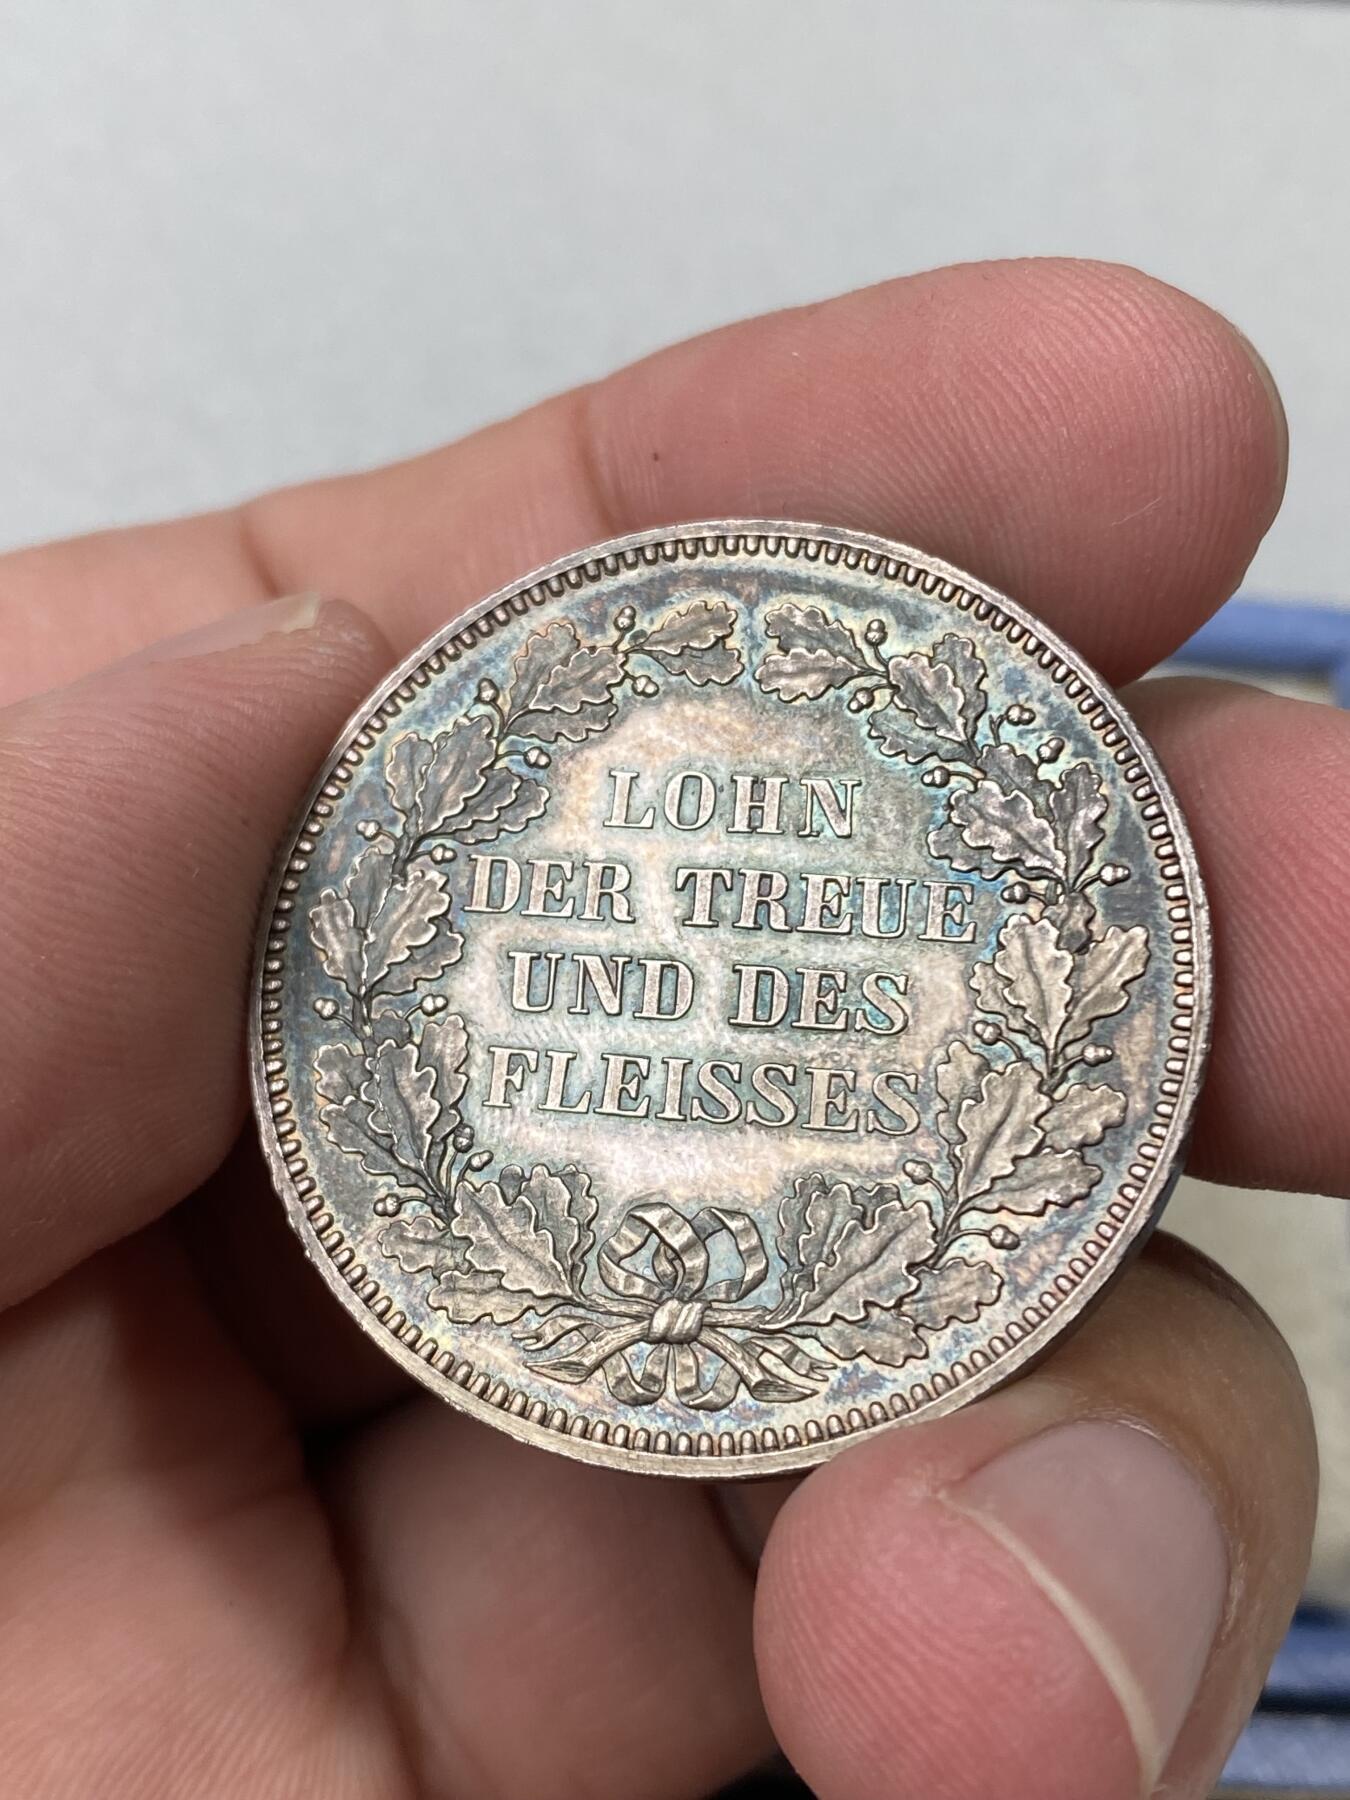 LOHN
DER TREUE
UND DES
FLEISSES